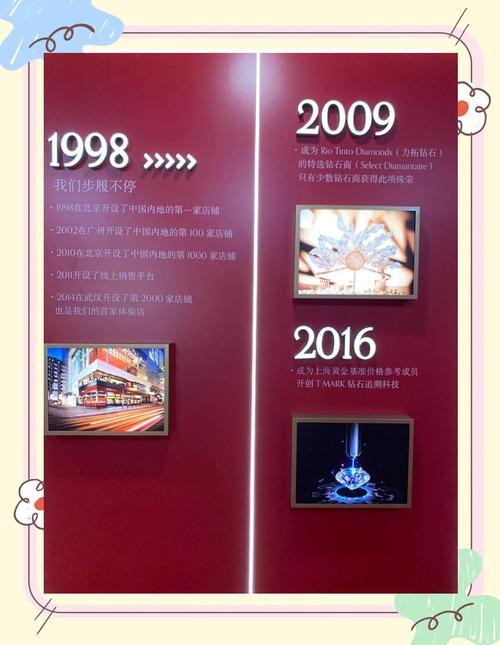 1998 >>>>>
我们步履不停
·1998在北京开设了中国内地的第一家店铺
·2002在广州开设了中国内地的第100家店铺
·2010在北京开设了中国内地的第1000家店铺
·2011开设了线上销售平台
·2014在武汉开设了第2000家店铺
也是我们的首家体验店
2009
·成为Rio Tinto Diamonds（力拓钻石）
的特选钻石商（Select Diamantaire）
只有少数钻石商获得此项殊荣
2016
·成为上海黄金基准价格参考成员
开创T-MARK钻石追溯科技